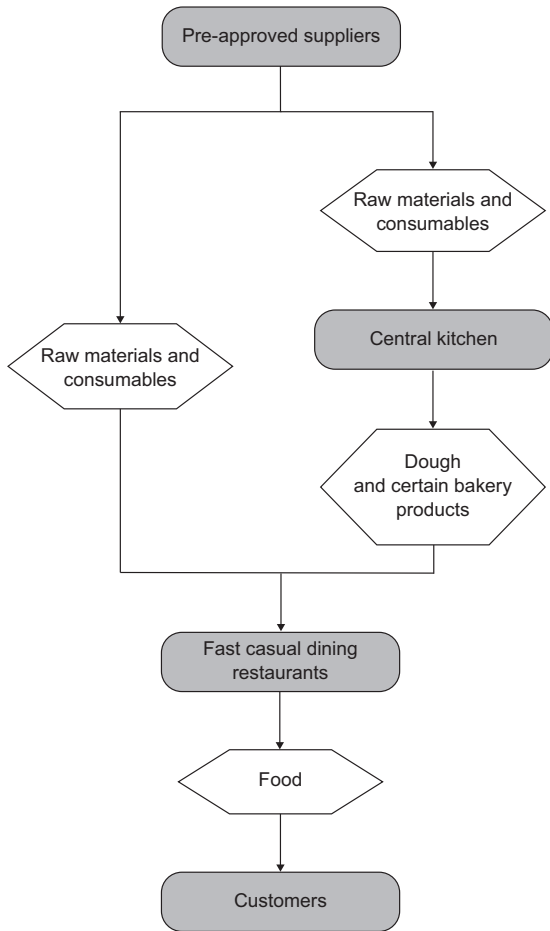 Pre-approved suppliers
Raw materials and
consumables
Central kitchen
Raw materials and
consumables
Dough
and certain bakery
products
Fast casual dining
restaurants
Food
Customers